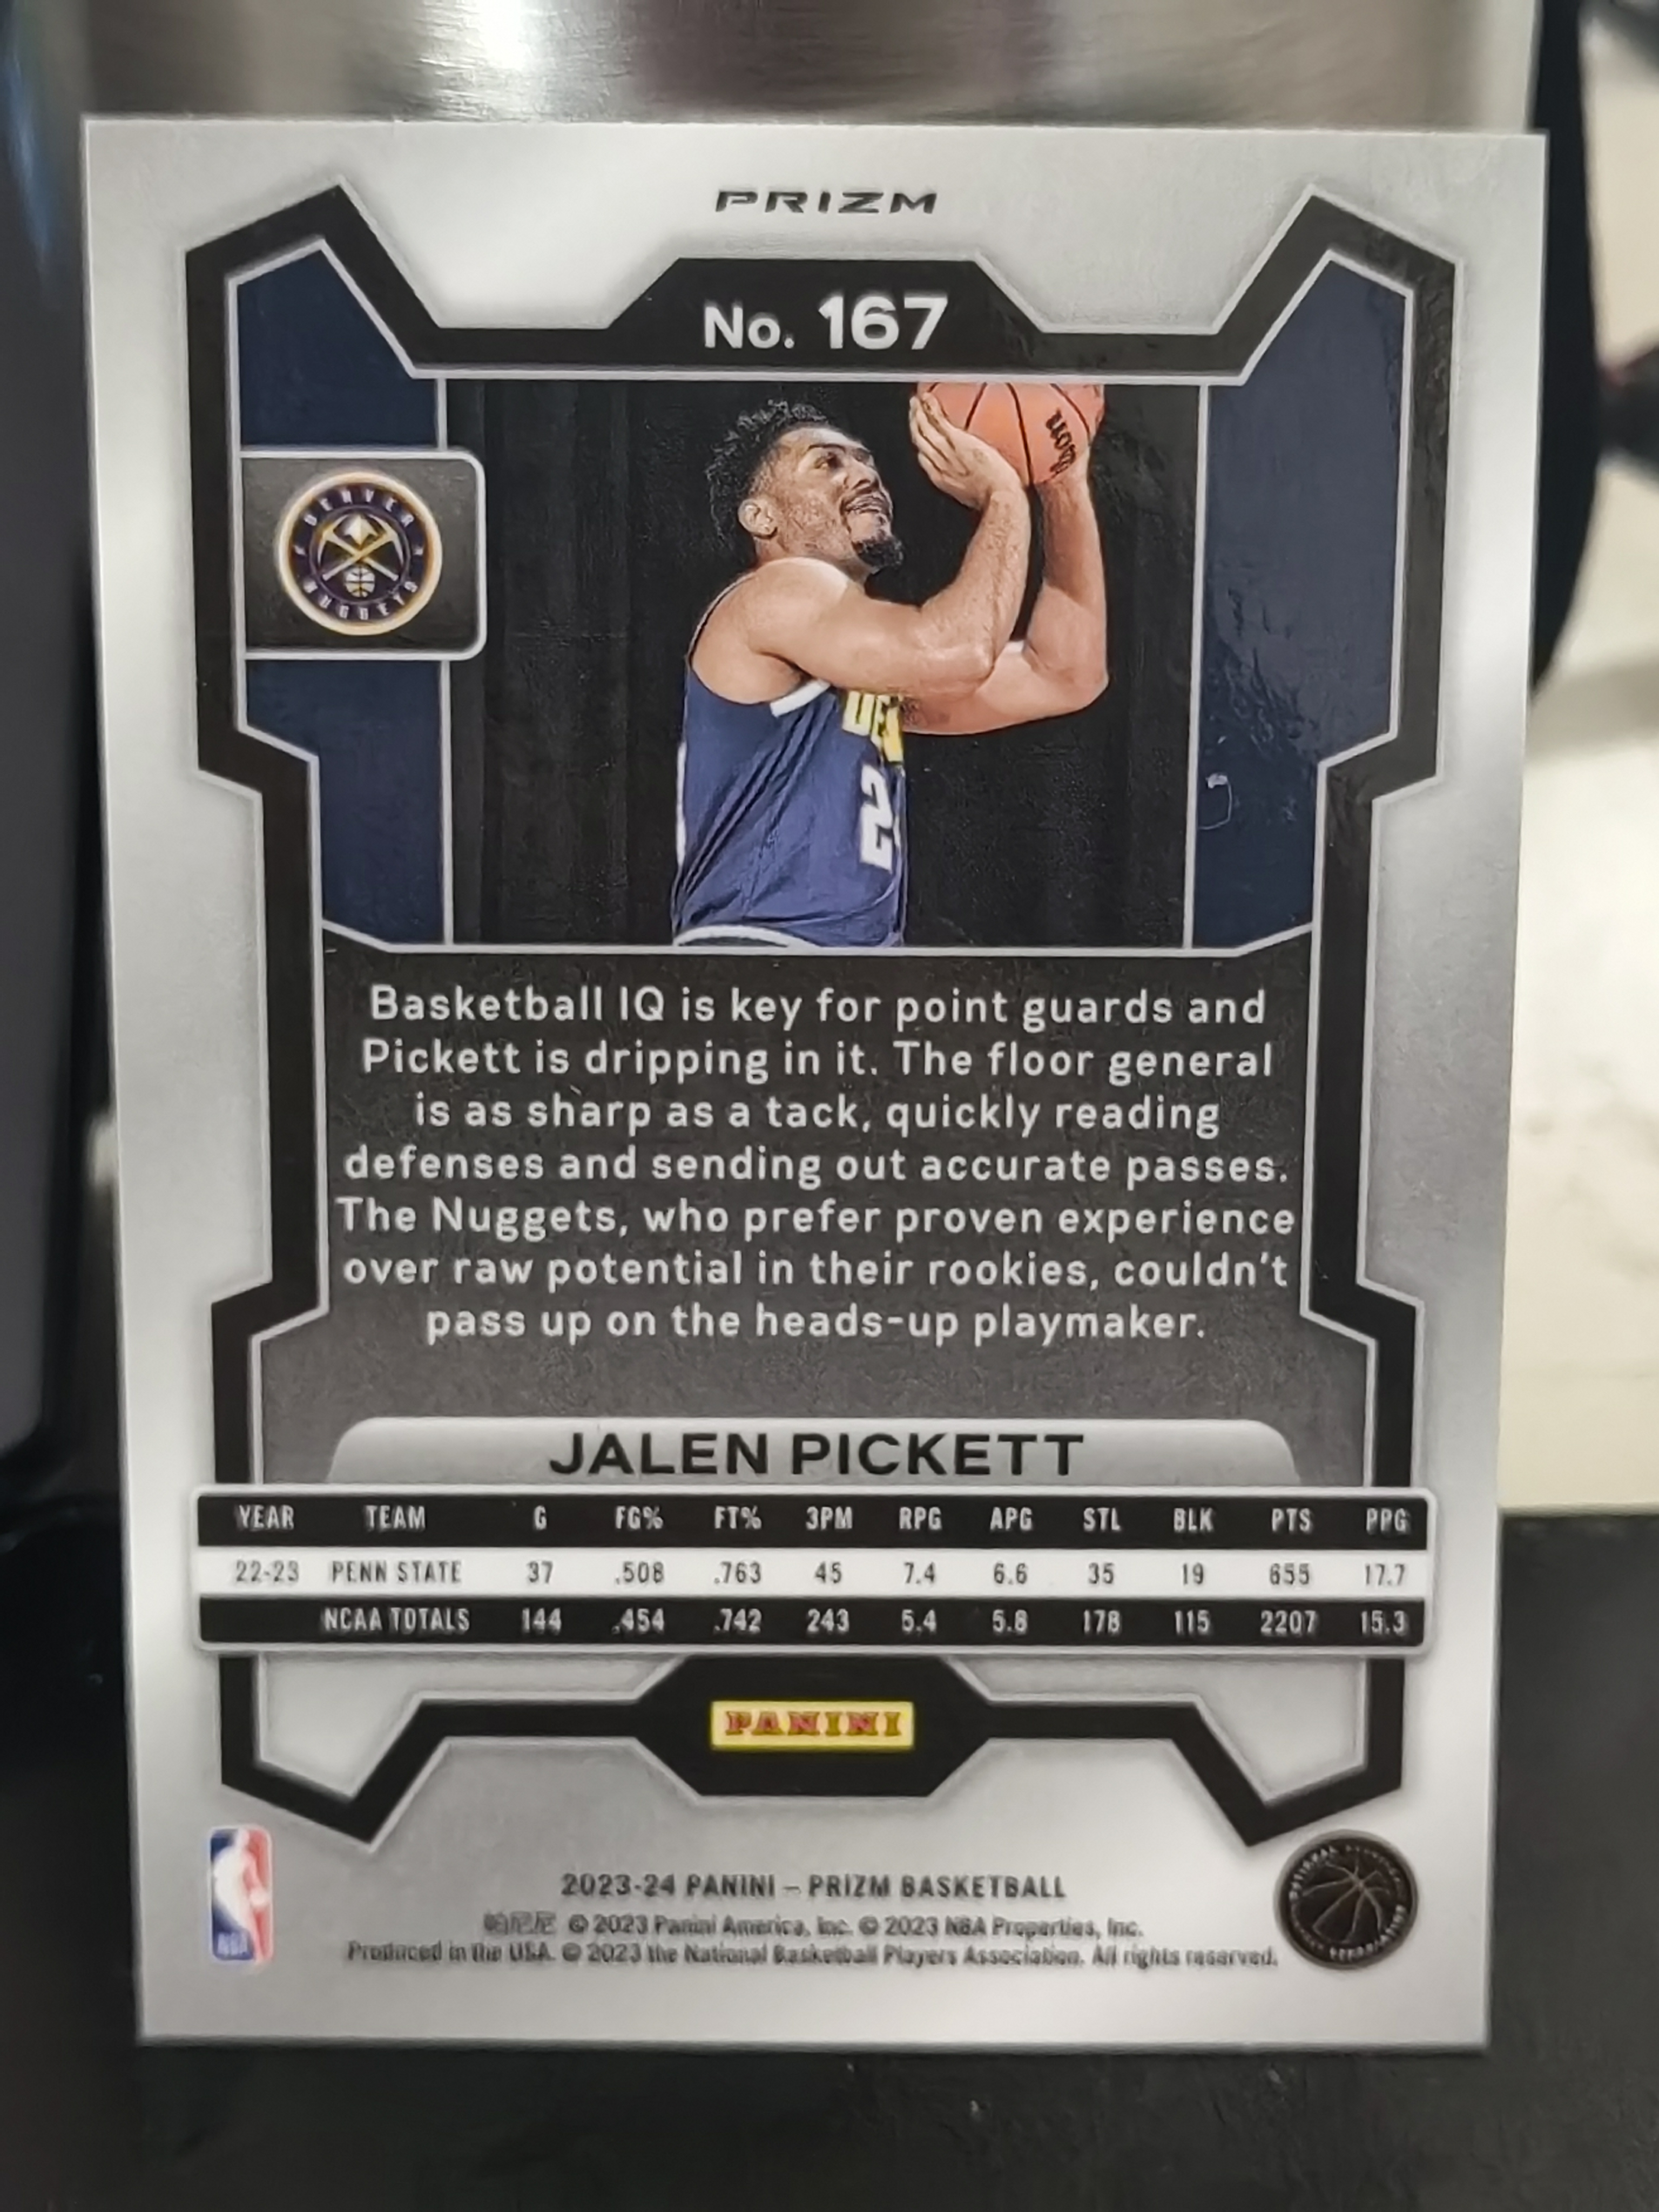 PRIZM
No. 167
DENVER
NUGGETS
DEN
2
Basketball IQ is key for point guards and
Pickett is dripping in it. The floor general
is as sharp as a tack, quickly reading
defenses and sending out accurate passes.
The Nuggets, who prefer proven experience
over raw potential in their rookies, couldn't
pass up on the heads-up playmaker.
JALEN PICKETT
YEAR TEAM G FG% FT% 3PM RPG APG STL BLK PTS PPG
22-23 PENN STATE 37 .508 .763 45 7.4 6.6 35 19 655 17.7
NCAA TOTALS 144 .454 .742 243 5.4 5.8 178 115 2207 15.3
PANINI
NBA
2023-24 PANINI – PRIZM BASKETBALL
© 2023 Panini America, Inc. © 2023 NBA Properties, Inc.
Produced in the USA. © 2023 the National Basketball Players Association. All rights reserved.